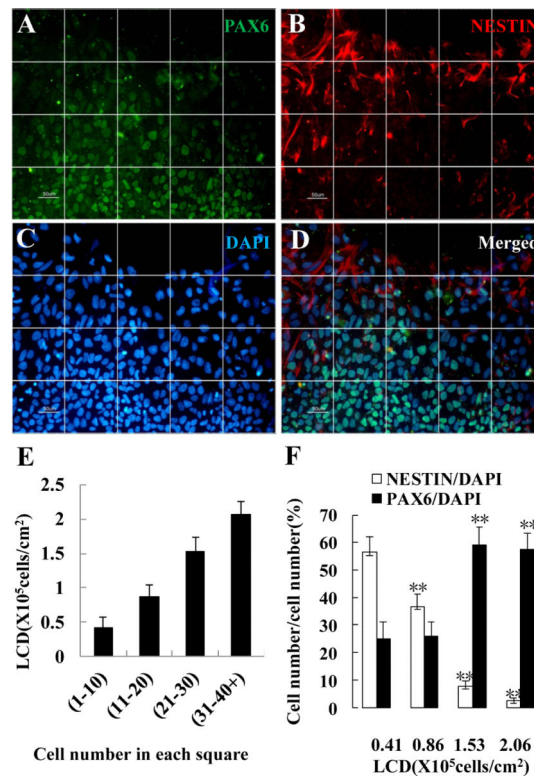 A PAX6
B NESTIN
50um
50um
C DAPI
D Merged
50um
50um
E
LCD(X10⁵cells/cm²)
2.5
2
1.5
1
0.5
0
(1-10)
(11-20)
(21-30)
(31-40+)
Cell number in each square
F
NESTIN/DAPI
PAX6/DAPI
Cell number/cell number(%)
80
70
60
50
40
30
20
10
0
**
**
**
**
**
0.41 0.86 1.53 2.06
LCD(X10⁵cells/cm²)